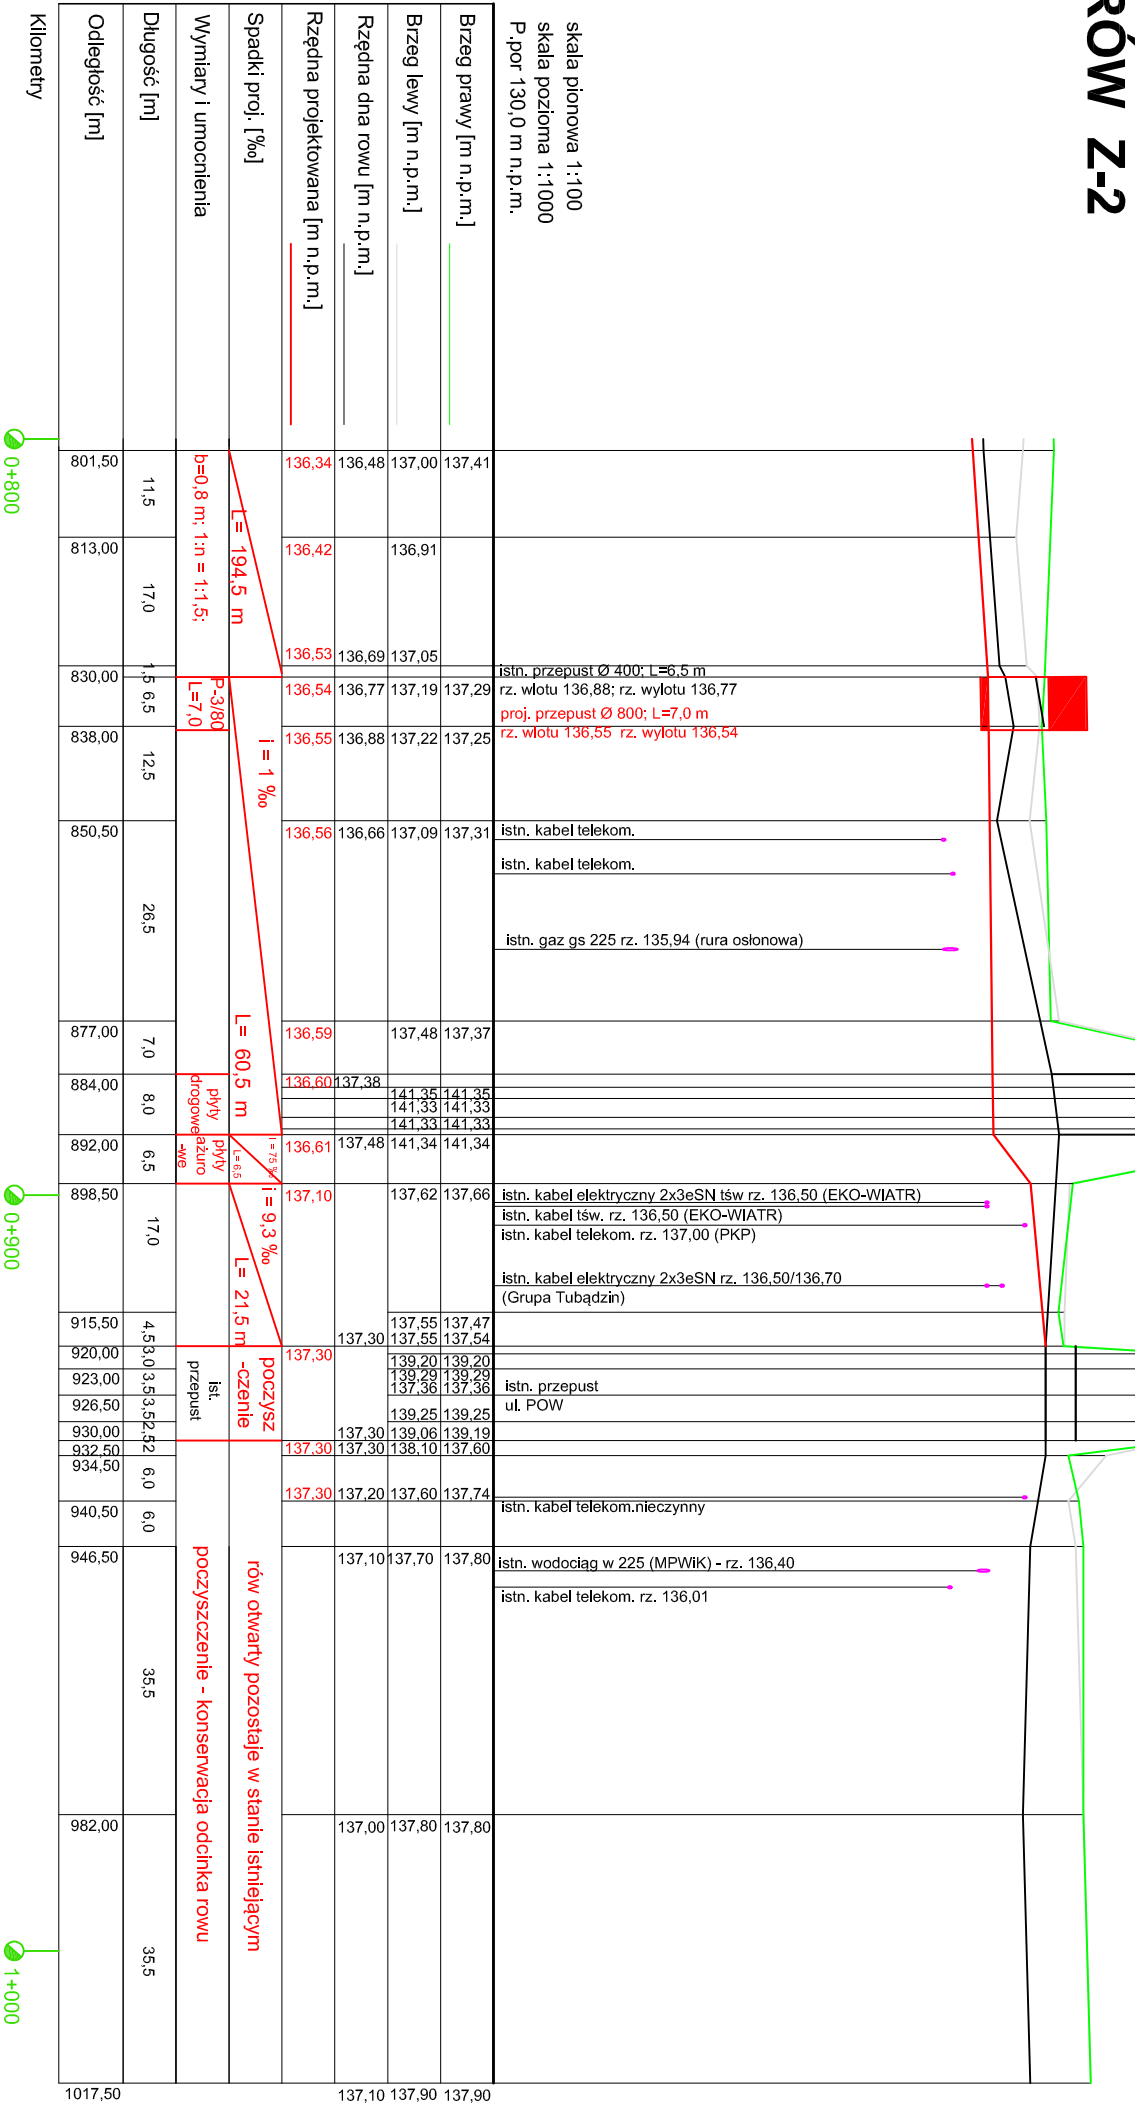 RÓW Z-2
skala pionowa 1:100
skala pozioma 1:1000
P.por 130,0 m n.p.m.
Brzeg prawy [m n.p.m.]
Brzeg lewy [m n.p.m.]
Rzędna dna rowu [m n.p.m.]
Rzędna projektowana [m n.p.m.]
Spadki proj. [‰]
Wymiary i umocnienia
Długość [m]
Odległość [m]
Kilometry
801,50 136,34 136,48 137,00 137,41
0+800
11,5
b=0,8 m; 1:n = 1:1,5;
L= 194,5 m
813,00 136,42 136,91
17,0
136,53 136,69 137,05
istn. przepust Ø 400; L=6,5 m
1,5
830,00 136,54 136,77 137,19 137,29
rz. wlotu 136,88; rz. wylotu 136,77
6,5
P-3/80
L=7,0
proj. przepust Ø 800; L=7,0 m
rz. wlotu 136,55 rz. wylotu 136,54
838,00 136,55 136,88 137,22 137,25
12,5
i = 1 ‰
850,50 136,56 136,66 137,09 137,31
istn. kabel telekom.
istn. kabel telekom.
26,5
istn. gaz gs 225 rz. 135,94 (rura osłonowa)
877,00 136,59 137,48 137,37
7,0
L= 60,5 m
884,00 136,60 137,38
141,35 141,35
8,0
płyty
drogowe
141,33 141,33
141,33 141,33
892,00 136,61 137,48 141,34 141,34
6,5
płyty
ażuro
-we
i = 75 ‰
L= 6,5
898,50 137,10 137,62 137,66
istn. kabel elektryczny 2x3eSN tśw rz. 136,50 (EKO-WIATR)
0+900
istn. kabel tśw. rz. 136,50 (EKO-WIATR)
istn. kabel telekom. rz. 137,00 (PKP)
17,0
i = 9,3 ‰
L= 21,5 m
istn. kabel elektryczny 2x3eSN rz. 136,50/136,70
(Grupa Tubądzin)
915,50 137,55 137,47
4,5
137,30 137,55 137,54
920,00 137,30
139,20 139,20
3,0
923,00 139,29 139,29
137,36 137,36
3,5
ist.
przepust
poczysz
-czenie
istn. przepust
ul. POW
926,50 139,25 139,25
3,5
930,00 137,30 139,06 139,19
2,5
932,50 137,30 137,30 138,10 137,60
2
934,50
6,0
137,30 137,20 137,60 137,74
istn. kabel telekom.nieczynny
940,50
6,0
946,50 137,10 137,70 137,80
istn. wodociąg w 225 (MPWiK) - rz. 136,40
istn. kabel telekom. rz. 136,01
35,5
poczyszczenie - konserwacja odcinka rowu
rów otwarty pozostaje w stanie istniejącym
982,00 137,00 137,80 137,80
35,5
1+000
1017,50 137,10 137,90 137,90